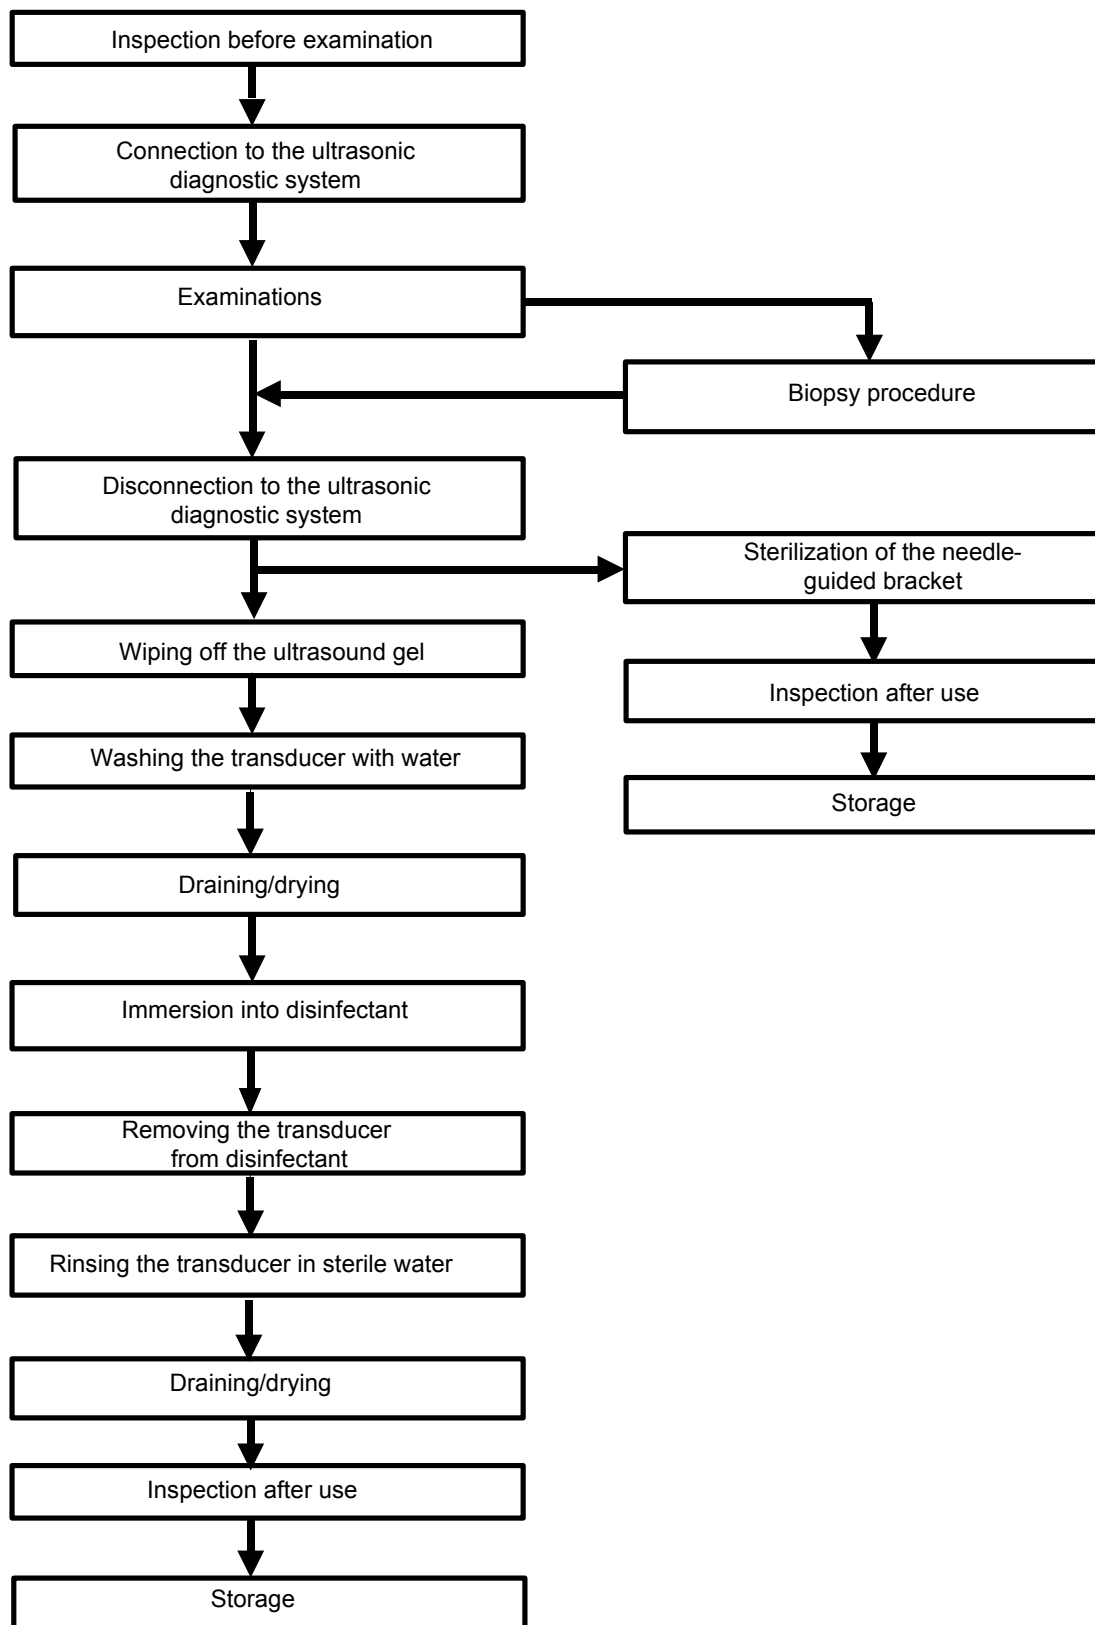 Inspection before examination
Connection to the ultrasonic
diagnostic system
Examinations
Biopsy procedure
Disconnection to the ultrasonic
diagnostic system
Sterilization of the needle-
guided bracket
Wiping off the ultrasound gel
Inspection after use
Washing the transducer with water
Storage
Draining/drying
Immersion into disinfectant
Removing the transducer
from disinfectant
Rinsing the transducer in sterile water
Draining/drying
Inspection after use
Storage